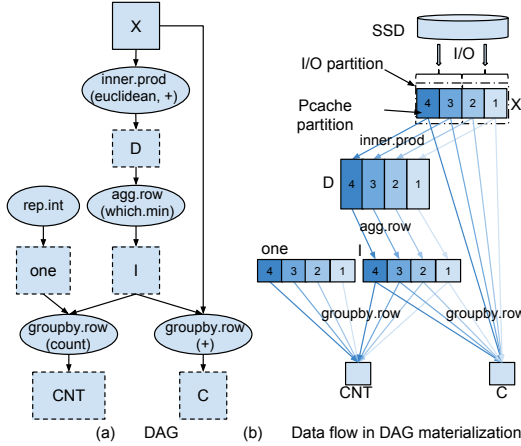 X
inner.prod
(euclidean, +)
D
rep.int
agg.row
(which.min)
one
I
groupby.row
(count)
groupby.row
(+)
CNT
C
(a) DAG
SSD
I/O
I/O partition
Pcache
partition
4 3 2 1 X
inner.prod
D 4 3 2 1
agg.row
one
I
4 3 2 1
4 3 2 1
groupby.row
groupby.row
CNT
C
(b) Data flow in DAG materialization